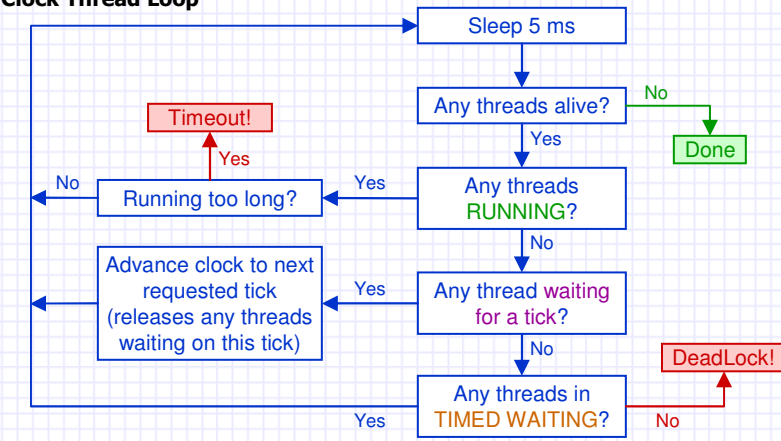 Clock Thread Loop
Sleep 5 ms
Any threads alive?
No
Done
Yes
Timeout!
Yes
Any threads
RUNNING?
Yes
Running too long?
No
No
Any thread waiting
for a tick?
Yes
Advance clock to next
requested tick
(releases any threads
waiting on this tick)
No
Any threads in
TIMED WAITING?
Yes
No
DeadLock!